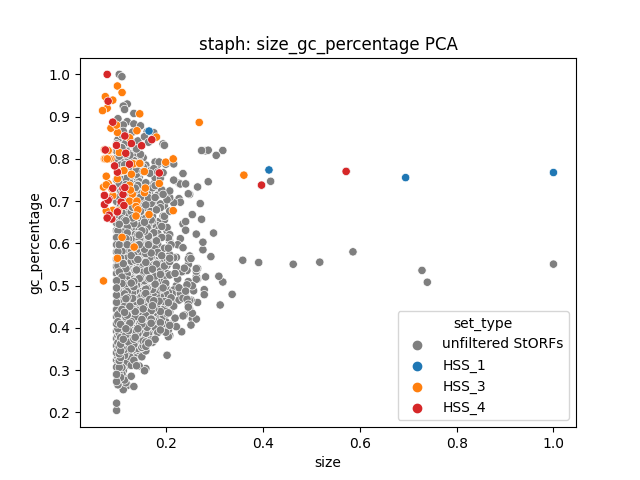 staph: size_gc_percentage PCA
gc_percentage
1.0
0.9
0.8
0.7
0.6
0.5
0.4
0.3
0.2
set_type
unfiltered StORFs
HSS_1
HSS_3
HSS_4
0.2 0.4 0.6 0.8 1.0
size